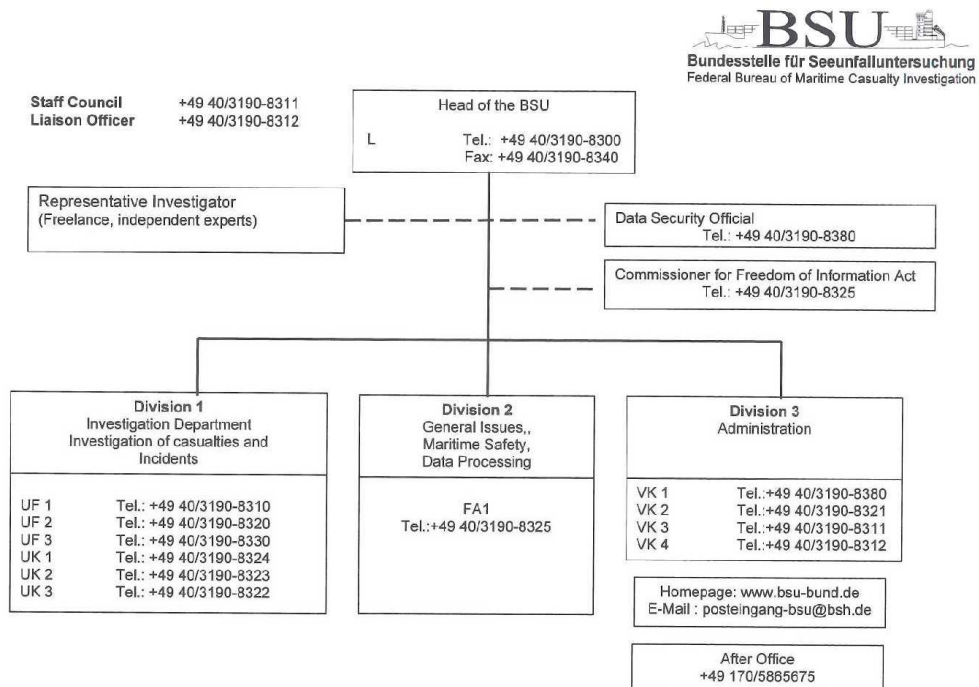 BSU
Bundesstelle für Seeunfalluntersuchung
Federal Bureau of Maritime Casualty Investigation
Staff Council +49 40/3190-8311
Liaison Officer +49 40/3190-8312
Head of the BSU
L Tel.: +49 40/3190-8300
Fax: +49 40/3190-8340
Representative Investigator
(Freelance, independent experts)
Data Security Official
Tel.: +49 40/3190-8380
Commissioner for Freedom of Information Act
Tel.: +49 40/3190-8325
Division 1
Investigation Department
Investigation of casualties and
Incidents
UF 1 Tel.: +49 40/3190-8310
UF 2 Tel.: +49 40/3190-8320
UF 3 Tel.: +49 40/3190-8330
UK 1 Tel.: +49 40/3190-8324
UK 2 Tel.: +49 40/3190-8323
UK 3 Tel.: +49 40/3190-8322
Division 2
General Issues,,
Maritime Safety,
Data Processing
FA1
Tel.:+49 40/3190-8325
Division 3
Administration
VK 1 Tel.:+49 40/3190-8380
VK 2 Tel.:+49 40/3190-8321
VK 3 Tel.:+49 40/3190-8311
VK 4 Tel.:+49 40/3190-8312
Homepage: www.bsu-bund.de
E-Mail : posteingang-bsu@bsh.de
After Office
+49 170/5865675